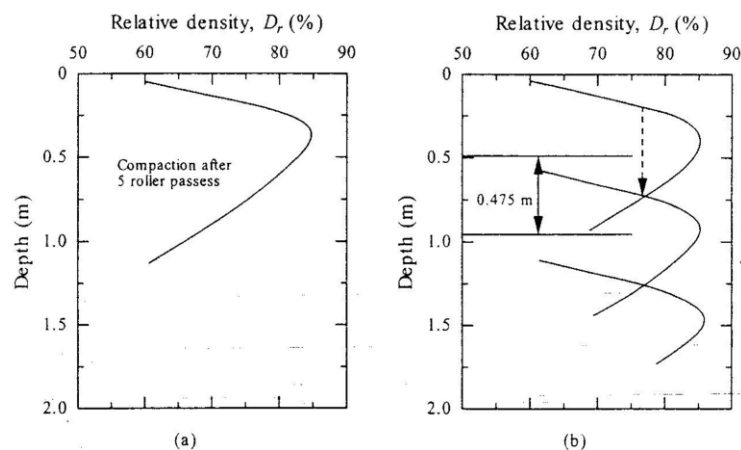 Relative density, Dr (%)
50 60 70 80 90
0
0.5
1.0
1.5
2.0
Depth (m)
Compaction after
5 roller passess
(a)
Relative density, Dr (%)
50 60 70 80 90
0
0.5
1.0
1.5
2.0
Depth (m)
0.475 m
(b)